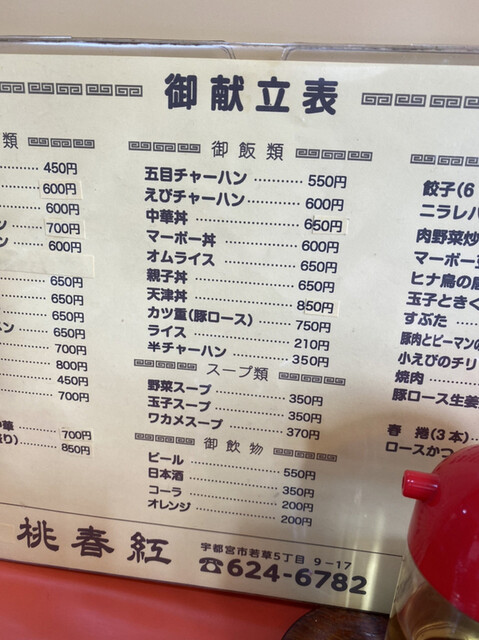 御献立表
類
450円
600円
600円
700円
600円
650円
650円
650円
650円
700円
800円
450円
700円
700円
850円
御飯類
五目チャーハン 550円
えびチャーハン 600円
中華丼 650円
マーボー丼 600円
オムライス 650円
親子丼 650円
天津丼 850円
カツ重(豚ロース) 750円
ライス 210円
半チャーハン 350円
スープ類
野菜スープ 350円
玉子スープ 350円
ワカメスープ 370円
御飲物
ビール 550円
日本酒 350円
コーラ 200円
オレンジ 200円
餃子(6
ニラレバ
肉野菜炒
マーボー豆
ヒナ鳥の唐
玉子ときく
すぶた
豚肉とピーマンの
小えびのチリ
焼肉
豚ロース生姜
春捲(3本)
ロースかつ
桃春紅
宇都宮市若草5丁目 9-17
☎624-6782